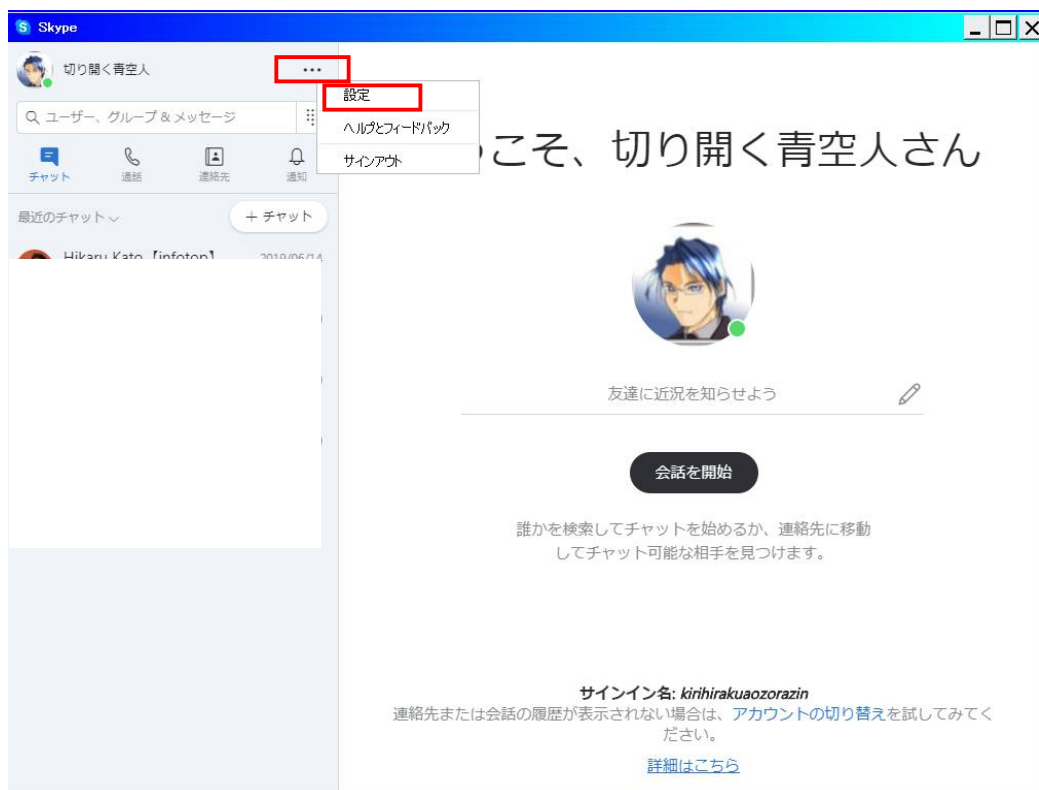 Skype
切り開く青空人
ユーザー、グループ & メッセージ
チャット 通話 連絡先 通知
最近のチャット
+ チャット
Hikaru Kato【infotop】 2019/06/14
設定
ヘルプとフィードバック
サインアウト
こそ、切り開く青空人さん
友達に近況を知らせよう
会話を開始
誰かを検索してチャットを始めるか、連絡先に移動
してチャット可能な相手を見つけます。
サインイン名: kirihirakuaozorazin
連絡先または会話の履歴が表示されない場合は、アカウントの切り替えを試してみてく
ださい。
詳細はこちら